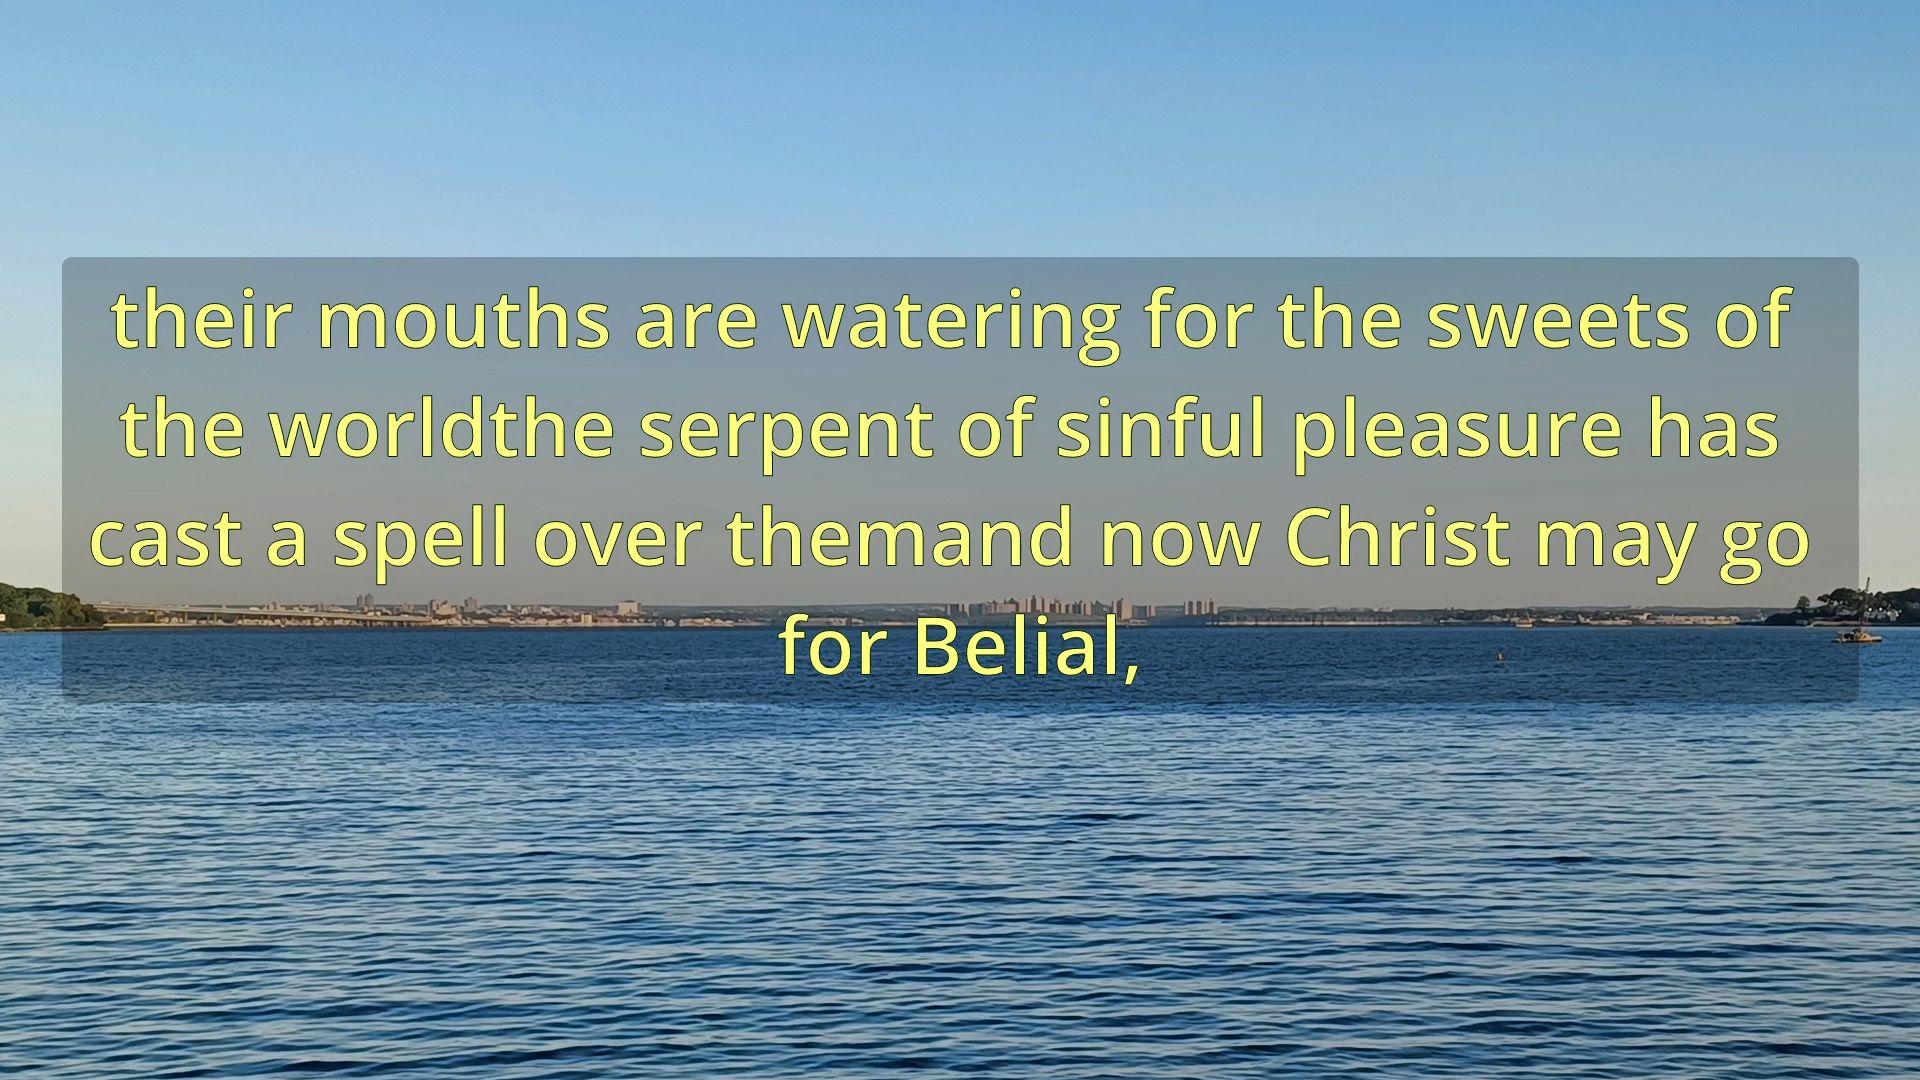 their mouths are watering for the sweets of
the worldthe serpent of sinful pleasure has
cast a spell over themand now Christ may go
for Belial,